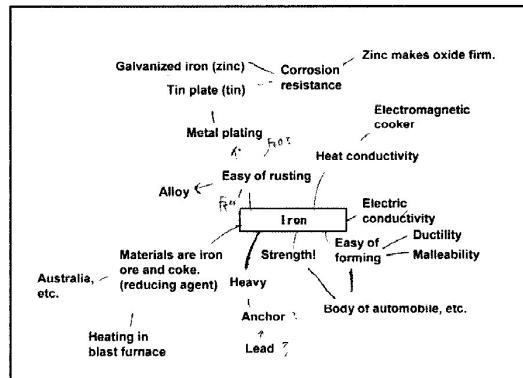 Galvanized iron (zinc)
Zinc makes oxide firm.
Corrosion
resistance
Tin plate (tin)
Electromagnetic
cooker
Metal plating
Heat conductivity
Easy of rusting
Alloy
Iron
Electric
conductivity
Materials are iron
ore and coke.
(reducing agent)
Strength!
Easy of
forming
Ductility
Malleability
Australia,
etc.
Heavy
Body of automobile, etc.
Anchor ?
Heating in
blast furnace
Lead ?